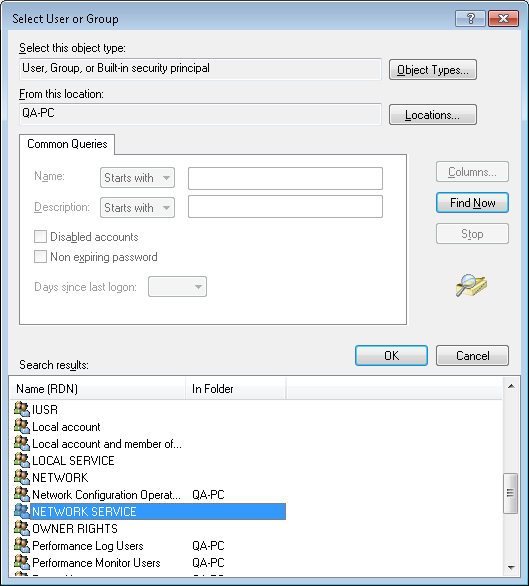 Select User or Group
Select this object type:
User, Group, or Built-in security principal
Object Types...
From this location:
QA-PC
Locations...
Common Queries
Name:
Starts with
Columns...
Description:
Starts with
Find Now
Disabled accounts
Stop
Non expiring password
Days since last logon:
OK
Cancel
Search results:
Name (RDN) In Folder
IUSR
Local account
Local account and member of...
LOCAL SERVICE
NETWORK
Network Configuration Operat... QA-PC
NETWORK SERVICE
OWNER RIGHTS
Performance Log Users QA-PC
Performance Monitor Users QA-PC